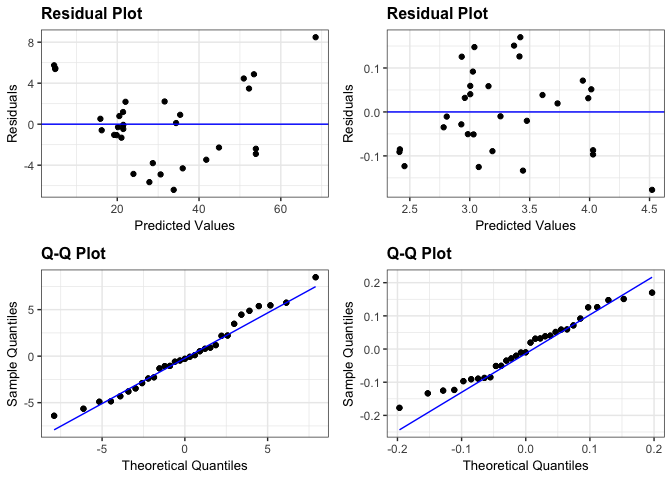 Residual Plot
8
4
0
-4
Residuals
20
40
60
Predicted Values
Residual Plot
0.1
0.0
-0.1
Residuals
2.5
3.0
3.5
4.0
4.5
Predicted Values
Q-Q Plot
5
0
-5
Sample Quantiles
-5
0
5
Theoretical Quantiles
Q-Q Plot
0.2
0.1
0.0
-0.1
-0.2
Sample Quantiles
-0.2
-0.1
0.0
0.1
0.2
Theoretical Quantiles